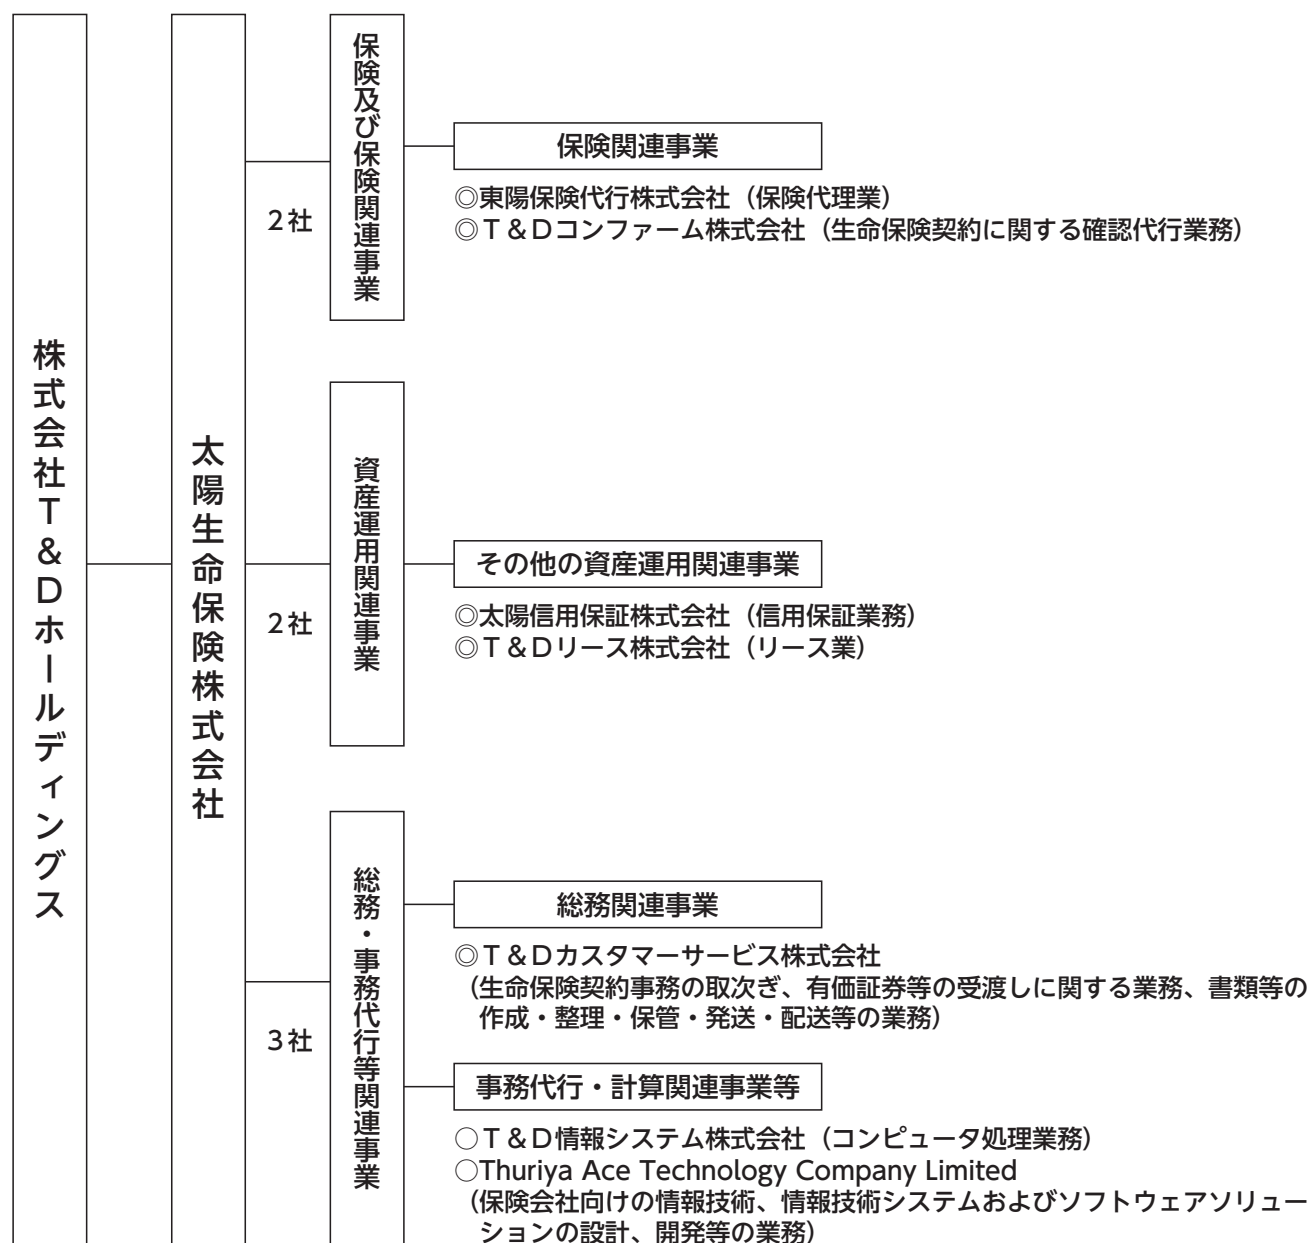 株式会社Ｔ＆Ｄホールディングス
太陽生命保険株式会社
2社
保険及び保険関連事業
保険関連事業
◎東陽保険代行株式会社（保険代理業）
◎Ｔ＆Ｄコンファーム株式会社（生命保険契約に関する確認代行業務）
2社
資産運用関連事業
その他の資産運用関連事業
◎太陽信用保証株式会社（信用保証業務）
◎Ｔ＆Ｄリース株式会社（リース業）
3社
総務・事務代行等関連事業
総務関連事業
◎Ｔ＆Ｄカスタマーサービス株式会社
（生命保険契約事務の取次ぎ、有価証券等の受渡しに関する業務、書類等の
作成・整理・保管・発送・配送等の業務）
事務代行・計算関連事業等
○Ｔ＆Ｄ情報システム株式会社（コンピュータ処理業務）
○Thuriya Ace Technology Company Limited
（保険会社向けの情報技術、情報技術システムおよびソフトウェアソリュー
ションの設計、開発等の業務）